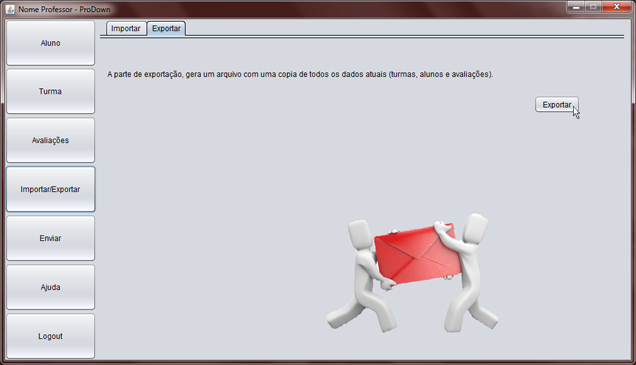 Nome Professor - ProDown
Aluno
Turma
Avaliações
Importar/Exportar
Enviar
Ajuda
Logout
Importar
Exportar
A parte de exportação, gera um arquivo com uma copia de todos os dados atuais (turmas, alunos e avaliações).
Exportar